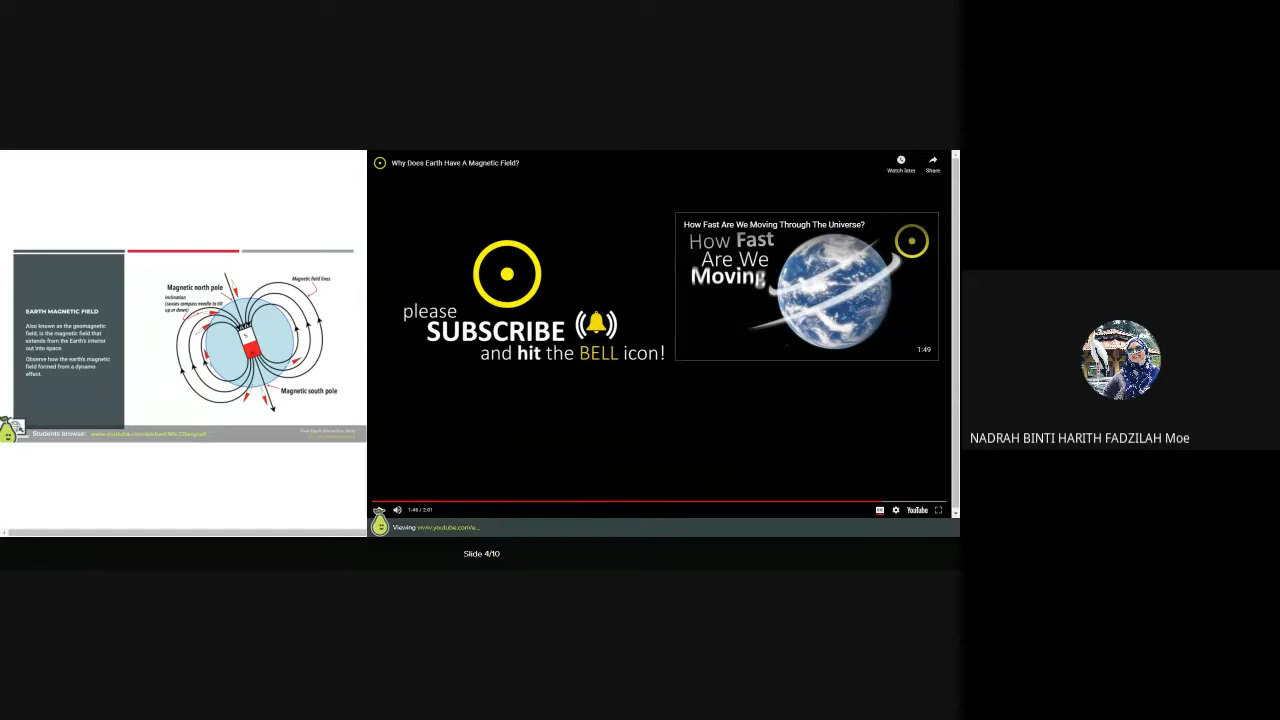 EARTH MAGNETIC FIELD
Also known as the geomagnetic
field, is the magnetic field that
extends from the Earth's interior
out into space.
Observe how the earth's magnetic
field formed from a dynamo
effect.
Magnetic north pole
Magnetic field lines
Inclination
(causes compass needle to tilt
up or down)
S
Magnetic south pole
Students browse:
Why Does Earth Have A Magnetic Field?
Watch later
Share
please
SUBSCRIBE
and hit the BELL icon!
How Fast Are We Moving Through The Universe?
How Fast
Are We
Moving
1:49
1:46 / 2:01
CC
YouTube
Viewing www.youtube.com/e...
Slide 4/10
NADRAH BINTI HARITH FADZILAH Moe